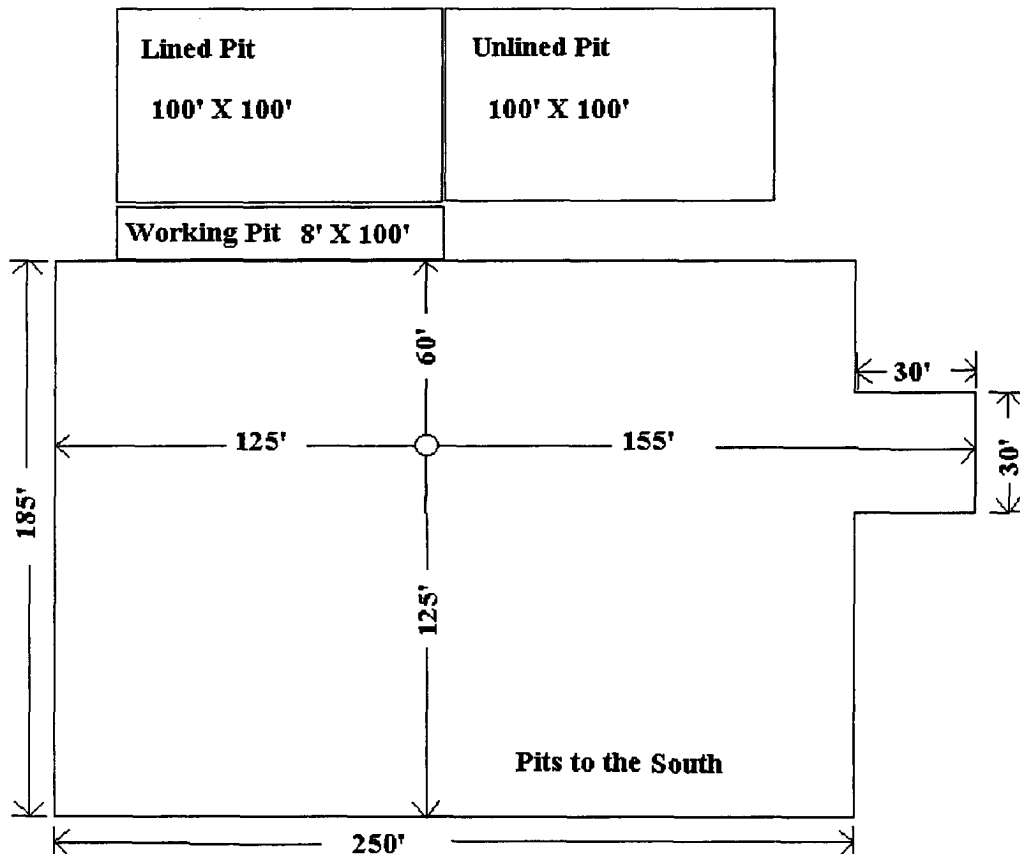 Lined Pit
100' X 100'
Unlined Pit
100' X 100'
Working Pit 8' X 100'
60'
30'
125'
155'
30'
185'
125'
Pits to the South
250'